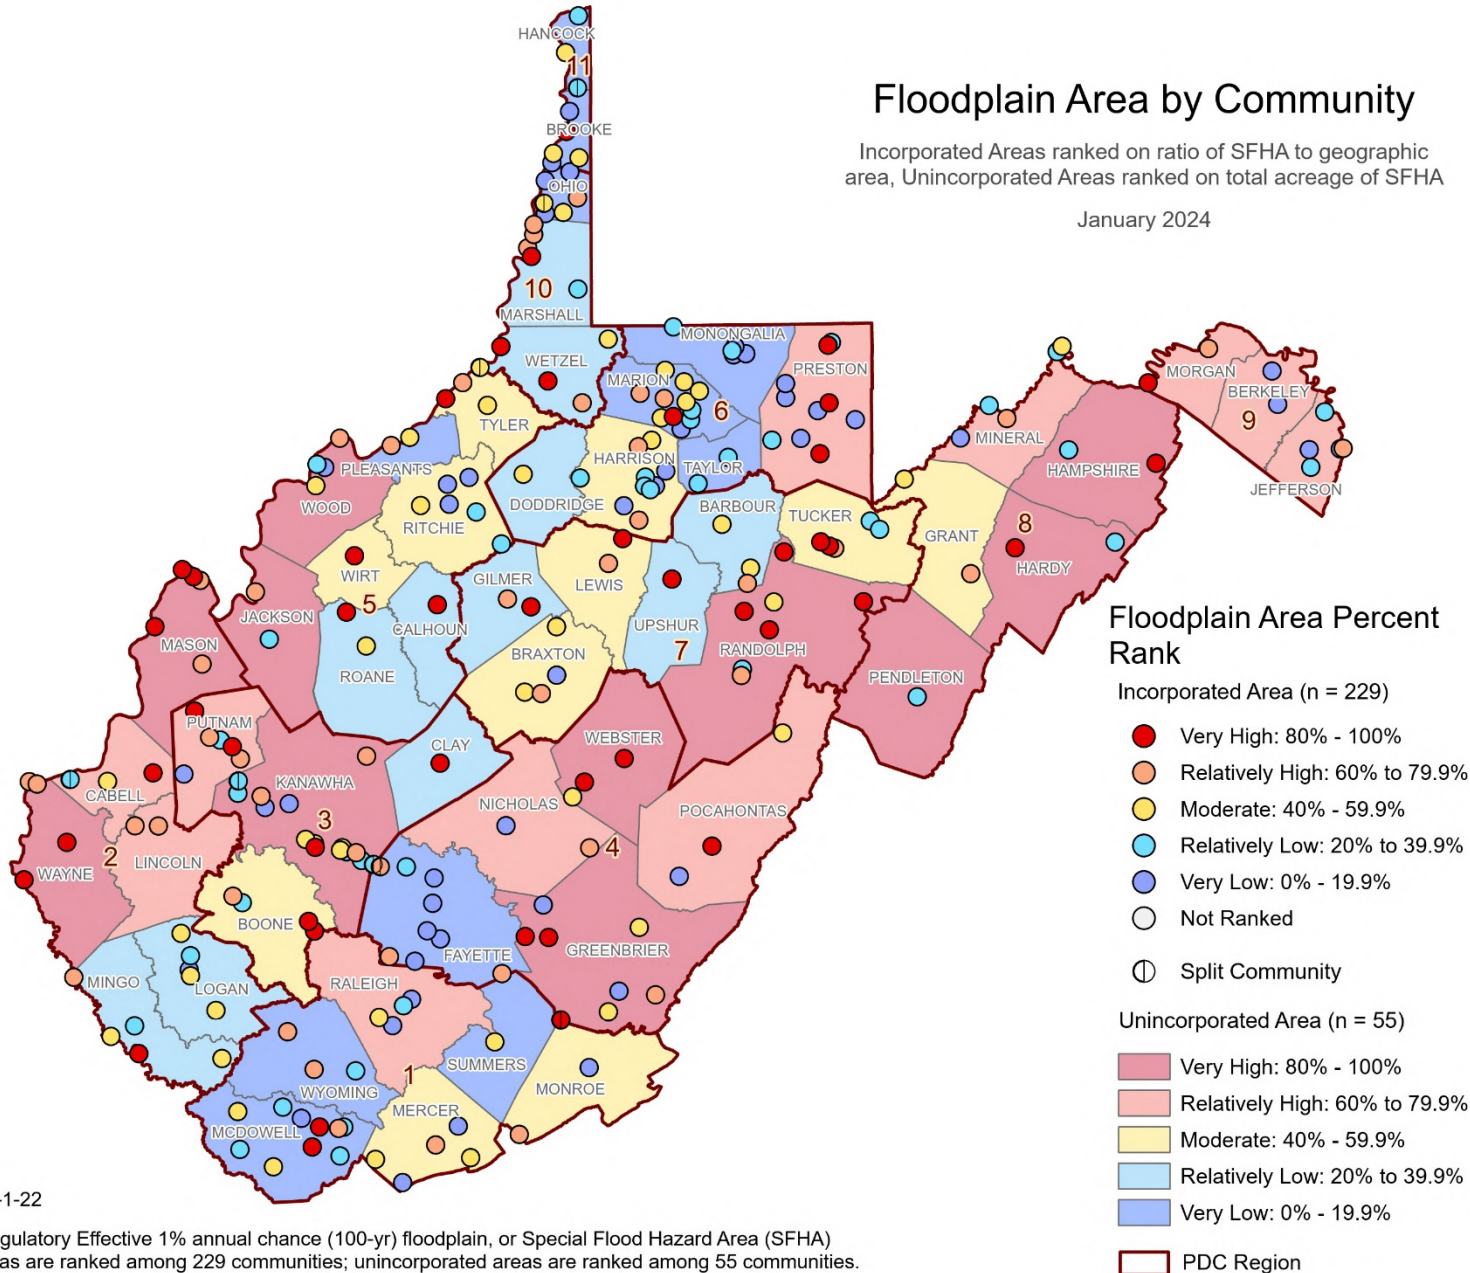 Floodplain Area by Community
Incorporated Areas ranked on ratio of SFHA to geographic
area, Unincorporated Areas ranked on total acreage of SFHA
January 2024
HANCOCK
11
BROOKE
OHIO
10
MARSHALL
WETZEL
MONONGALIA
MARION
6
PRESTON
TYLER
PLEASANTS
HARRISON
TAYLOR
DODDRIDGE
WOOD
RITCHIE
BARBOUR
TUCKER
GRANT
MINERAL
HAMPSHIRE
MORGAN
BERKELEY
9
JEFFERSON
8
HARDY
WIRT
5
GILMER
LEWIS
UPSHUR
7
RANDOLPH
PENDLETON
JACKSON
CALHOUN
MASON
ROANE
BRAXTON
PUTNAM
CLAY
WEBSTER
KANAWHA
3
CABELL
NICHOLAS
4
POCAHONTAS
2
LINCOLN
WAYNE
BOONE
FAYETTE
GREENBRIER
MINGO
LOGAN
RALEIGH
SUMMERS
WYOMING
1
MONROE
MERCER
MCDOWELL
Floodplain Area Percent
Rank
Incorporated Area (n = 229)
Very High: 80% - 100%
Relatively High: 60% to 79.9%
Moderate: 40% - 59.9%
Relatively Low: 20% to 39.9%
Very Low: 0% - 19.9%
Not Ranked
Split Community
Unincorporated Area (n = 55)
Very High: 80% - 100%
Relatively High: 60% to 79.9%
Moderate: 40% - 59.9%
Relatively Low: 20% to 39.9%
Very Low: 0% - 19.9%
PDC Region
-1-22
gulatory Effective 1% annual chance (100-yr) floodplain, or Special Flood Hazard Area (SFHA)
as are ranked among 229 communities; unincorporated areas are ranked among 55 communities.